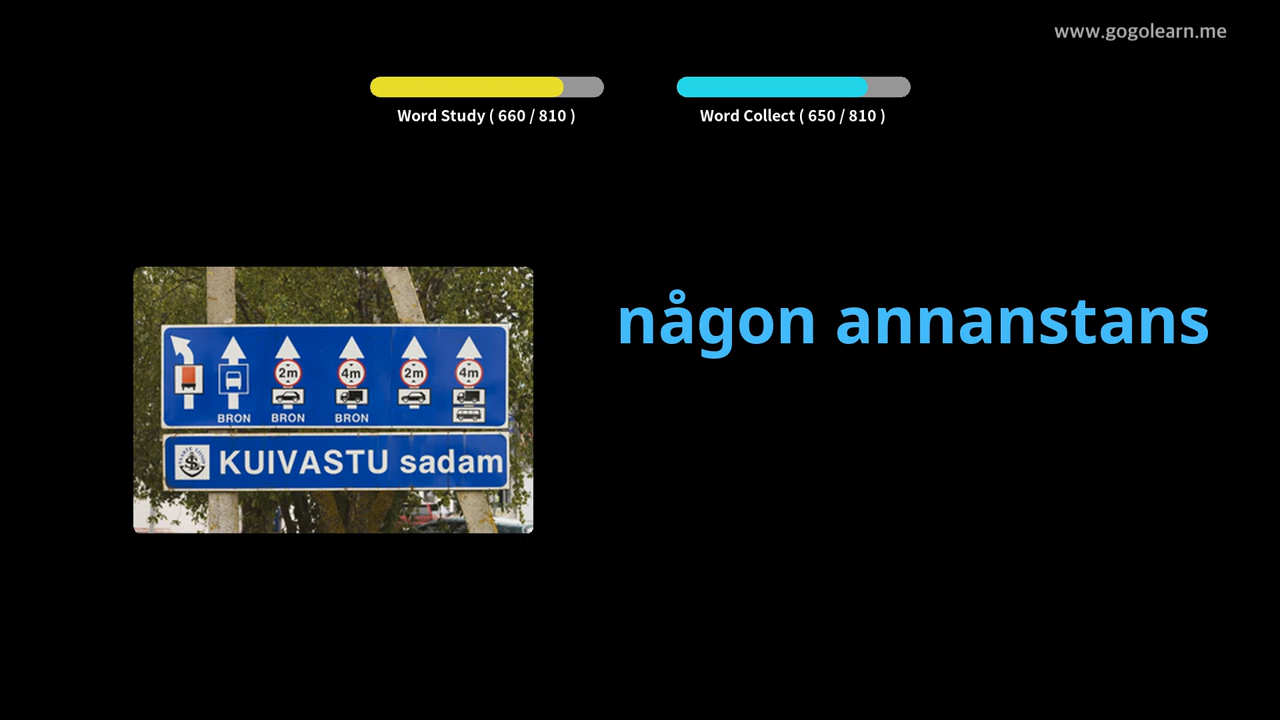 www.gogolearn.me
Word Study ( 660 / 810 )
Word Collect ( 650 / 810 )
någon annanstans
2m 4m 2m 4m
BRON BRON BRON
KUIVASTU sadam